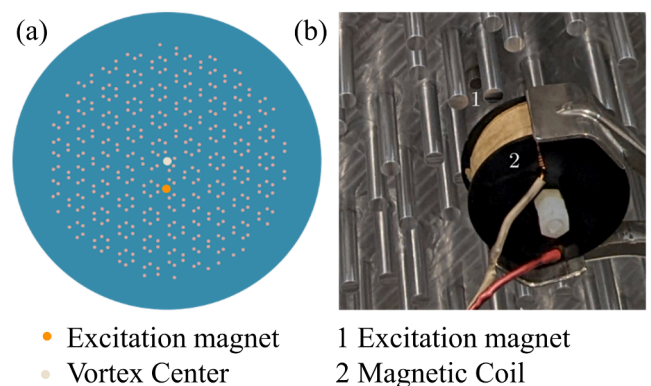 (a)
(b)
1
2
Excitation magnet
Vortex Center
1 Excitation magnet
2 Magnetic Coil